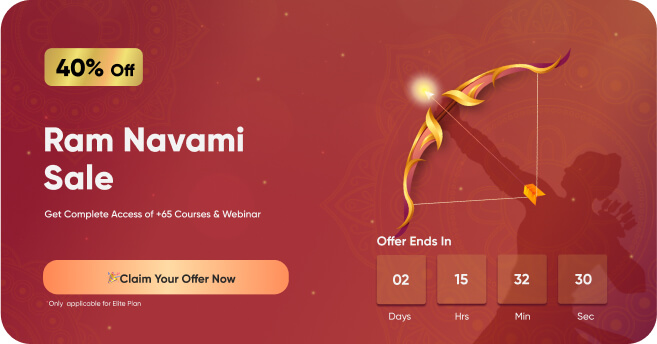 40% Off
Ram Navami
Sale
Get Complete Access of +65 Courses & Webinar
Claim Your Offer Now
*Only applicable for Elite Plan
Offer Ends In
02 15 32 30
Days Hrs Min Sec